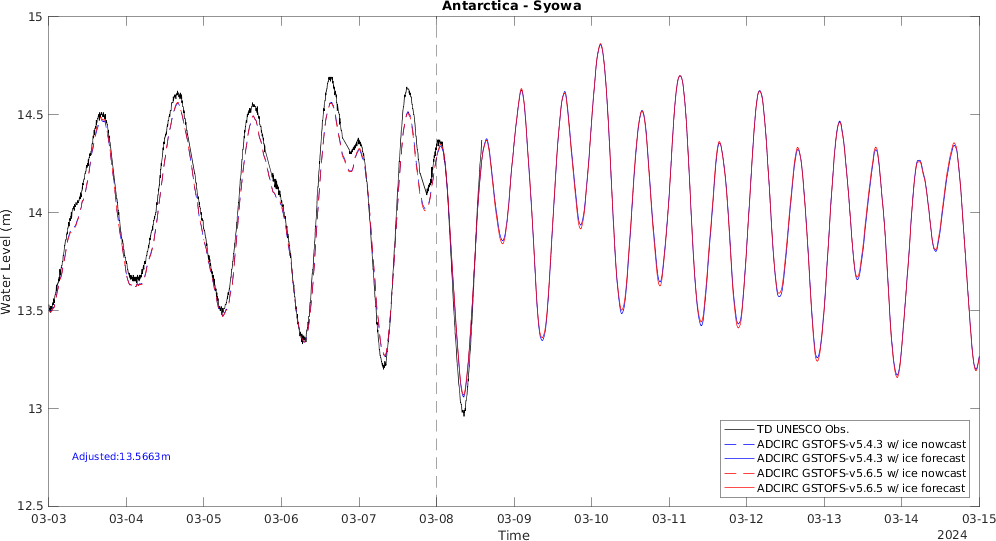 Antarctica - Syowa
Water Level (m)
15
14.5
14
13.5
13
12.5
Adjusted:13.5663m
TD UNESCO Obs.
ADCIRC GSTOFS-v5.4.3 w/ ice nowcast
ADCIRC GSTOFS-v5.4.3 w/ ice forecast
ADCIRC GSTOFS-v5.6.5 w/ ice nowcast
ADCIRC GSTOFS-v5.6.5 w/ ice forecast
03-03 03-04 03-05 03-06 03-07 03-08 03-09 03-10 03-11 03-12 03-13 03-14 03-15
Time
2024